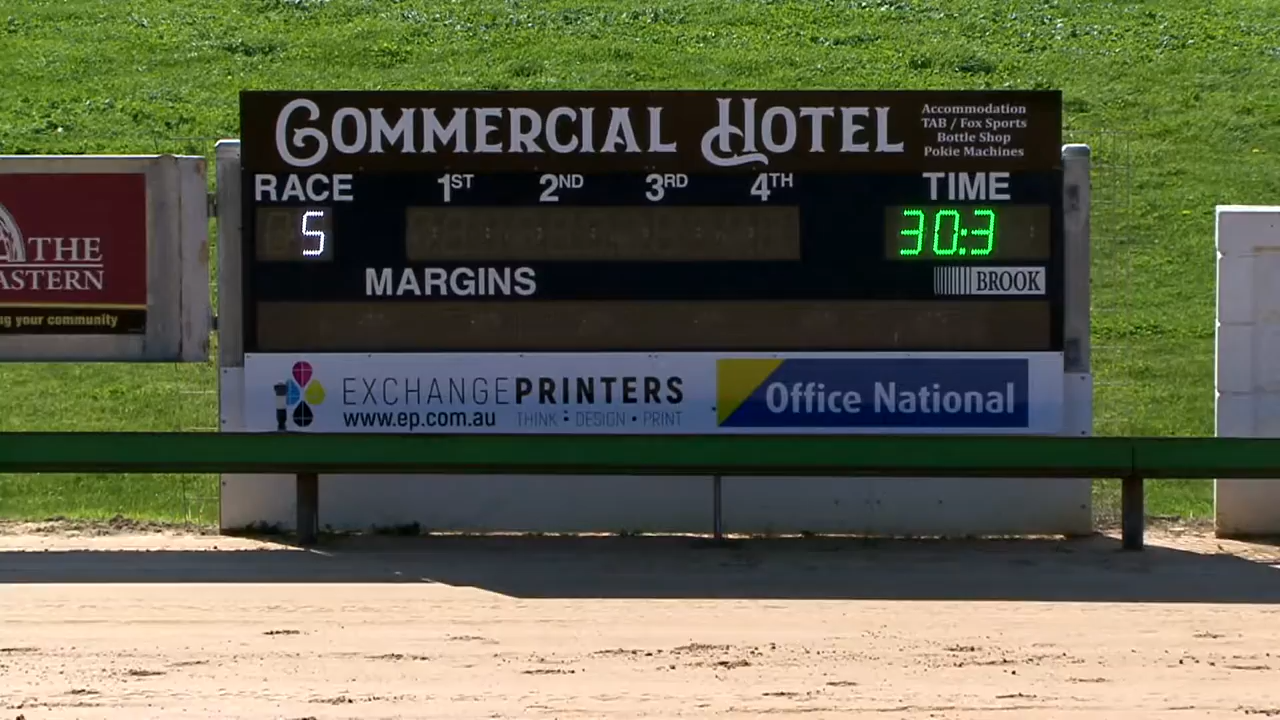 COMMERCIAL HOTEL
Accommodation
TAB / Fox Sports
Bottle Shop
Pokie Machines
RACE 1ST 2ND 3RD 4TH TIME
5 30:3
MARGINS
BROOK
THE
ASTERN
your community
EXCHANGEPRINTERS
www.ep.com.au THINK • DESIGN • PRINT
Office National